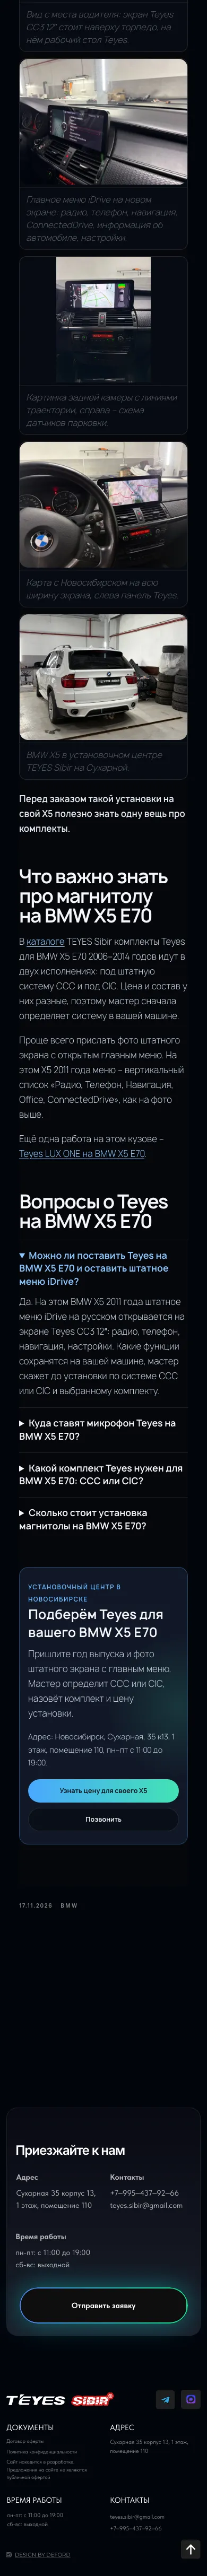 Вид с места водителя: экран Teyes
CC3 12″ стоит наверху торпедо, на
нём рабочий стол Teyes.
Главное меню iDrive на новом
экране: радио, телефон, навигация,
ConnectedDrive, информация об
автомобиле, настройки.
Картинка задней камеры с линиями
траектории, справа – схема
датчиков парковки.
Карта с Новосибирском на всю
ширину экрана, слева панель Teyes.
BMW X5 в установочном центре
TEYES Sibir на Сухарной.
Перед заказом такой установки на
свой X5 полезно знать одну вещь про
комплекты.
Что важно знать
про магнитолу
на BMW X5 E70
В каталоге TEYES Sibir комплекты Teyes
для BMW X5 E70 2006–2014 годов идут в
двух исполнениях: под штатную
систему CCC и под CIC. Цена и состав у
них разные, поэтому мастер сначала
определяет систему в вашей машине.
Проще всего прислать фото штатного
экрана с открытым главным меню. На
этом X5 2011 года меню – вертикальный
список «Радио, Телефон, Навигация,
Office, ConnectedDrive», как на фото
выше.
Ещё одна работа на этом кузове –
Teyes LUX ONE на BMW X5 E70.
Вопросы о Teyes
на BMW X5 E70
▼ Можно ли поставить Teyes на
BMW X5 E70 и оставить штатное
меню iDrive?
Да. На этом BMW X5 2011 года штатное
меню iDrive на русском открывается на
экране Teyes CC3 12″: радио, телефон,
навигация, настройки. Какие функции
сохранятся на вашей машине, мастер
скажет до установки по системе CCC
или CIC и выбранному комплекту.
▶ Куда ставят микрофон Teyes на
BMW X5 E70?
▶ Какой комплект Teyes нужен для
BMW X5 E70: CCC или CIC?
▶ Сколько стоит установка
магнитолы на BMW X5 E70?
УСТАНОВОЧНЫЙ ЦЕНТР В
НОВОСИБИРСКЕ
Подберём Teyes для
вашего BMW X5 E70
Пришлите год выпуска и фото
штатного экрана с главным меню.
Мастер определит CCC или CIC,
назовёт комплект и цену
установки.
Адрес: Новосибирск, Сухарная, 35 к13, 1
этаж, помещение 110, пн–пт с 11:00 до
19:00.
Узнать цену для своего X5
Позвонить
17.11.2026 BMW
Приезжайте к нам
Адрес
Сухарная 35 корпус 13,
1 этаж, помещение 110
Контакты
+7–995–437–92–66
teyes.sibir@gmail.com
Время работы
пн-пт: с 11:00 до 19:00
сб-вс: выходной
Отправить заявку
TEYES SIBIR
ДОКУМЕНТЫ
Договор оферты
Политика конфиденциальности
Сайт находится в разработке.
Предложения на сайте не являются
публичной офертой
АДРЕС
Сухарная 35 корпус 13, 1 этаж,
помещение 110
ВРЕМЯ РАБОТЫ
пн-пт: с 11:00 до 19:00
сб-вс: выходной
КОНТАКТЫ
teyes.sibir@gmail.com
+7–995–437–92–66
DESIGN BY DEFORO